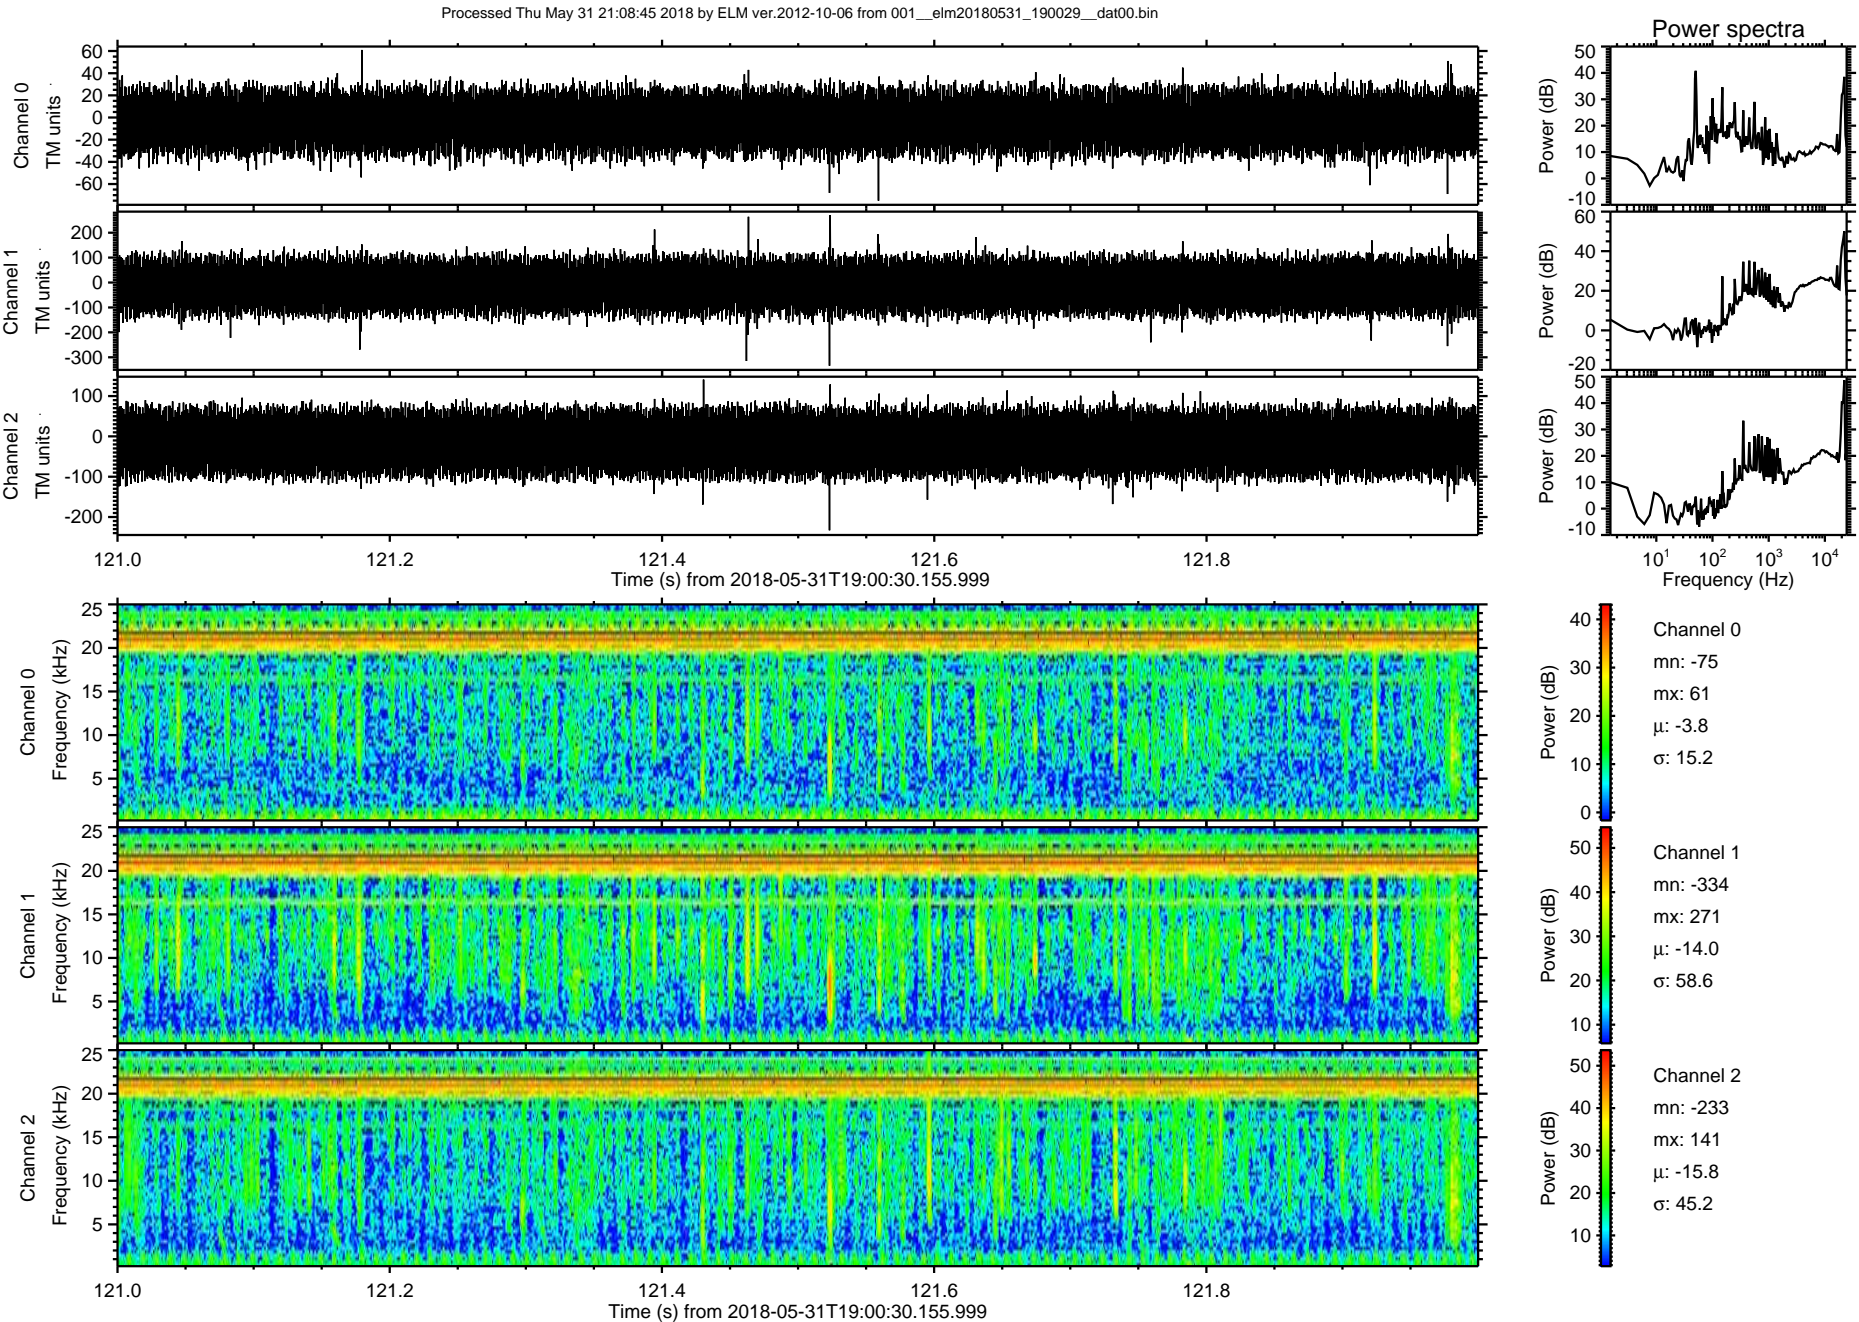 Processed Thu May 31 21:08:45 2018 by ELM ver.2012-10-06 from 001__elm20180531_190029__dat00.bin
Power spectra
Channel 0
TM units
60
40
20
0
-20
-40
-60
Power (dB)
50
40
30
20
10
0
-10
Channel 1
TM units
200
100
0
-100
-200
-300
Power (dB)
60
40
20
0
-20
Channel 2
TM units
100
0
-100
-200
Power (dB)
50
40
30
20
10
0
-10
121.0 121.2 121.4 121.6 121.8
Time (s) from 2018-05-31T19:00:30.155.999
10¹ 10² 10³ 10⁴
Frequency (Hz)
Channel 0
Frequency (kHz)
25
20
15
10
5
Power (dB)
40
30
20
10
0
Channel 0
mn: -75
mx: 61
μ: -3.8
σ: 15.2
Channel 1
Frequency (kHz)
25
20
15
10
5
Power (dB)
50
40
30
20
10
Channel 1
mn: -334
mx: 271
μ: -14.0
σ: 58.6
Channel 2
Frequency (kHz)
25
20
15
10
5
Power (dB)
50
40
30
20
10
Channel 2
mn: -233
mx: 141
μ: -15.8
σ: 45.2
121.0 121.2 121.4 121.6 121.8
Time (s) from 2018-05-31T19:00:30.155.999